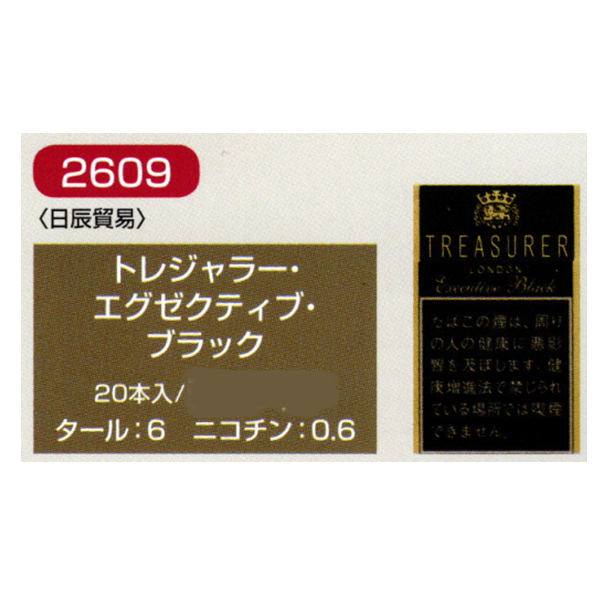 2609
〈日辰貿易〉
トレジャラー・
エグゼクティブ・
ブラック
20本入/
タール:6 ニコチン:0.6
TREASURER
LONDON
Executive Black
たばこの煙は、周り
の人の健康に悪影
響を及ぼします。健
康増進法で禁じられ
ている場所では喫煙
できません。